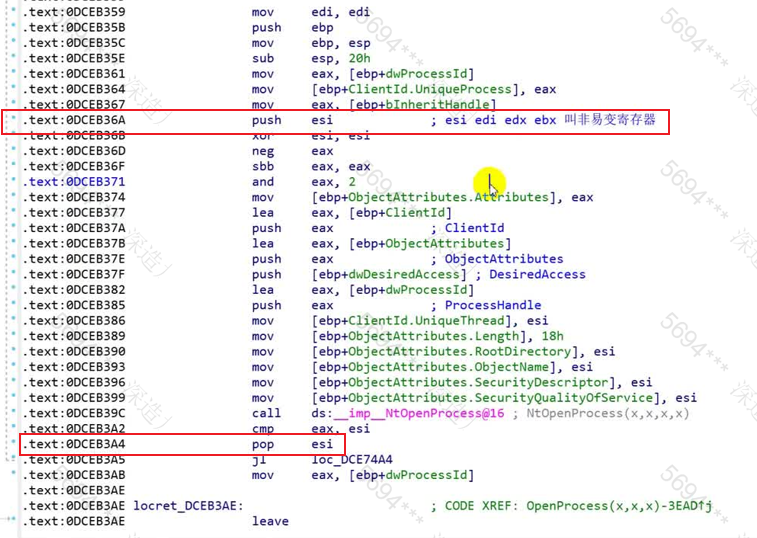 .text:0DCEB359 mov edi, edi
.text:0DCEB35B push ebp
.text:0DCEB35C mov ebp, esp
.text:0DCEB35E sub esp, 20h
.text:0DCEB361 mov eax, [ebp+dwProcessId]
.text:0DCEB364 mov [ebp+ClientId.UniqueProcess], eax
.text:0DCEB367 mov eax, [ebp+bInheritHandle]
.text:0DCEB36A push esi ; esi edi edx ebx 叫非易变寄存器
.text:0DCEB36B xor esi, esi
.text:0DCEB36D neg eax
.text:0DCEB36F sbb eax, eax
.text:0DCEB371 and eax, 2
.text:0DCEB374 mov [ebp+ObjectAttributes.Attributes], eax
.text:0DCEB377 lea eax, [ebp+ClientId]
.text:0DCEB37A push eax ; ClientId
.text:0DCEB37B lea eax, [ebp+ObjectAttributes]
.text:0DCEB37E push eax ; ObjectAttributes
.text:0DCEB37F push [ebp+dwDesiredAccess] ; DesiredAccess
.text:0DCEB382 lea eax, [ebp+dwProcessId]
.text:0DCEB385 push eax ; ProcessHandle
.text:0DCEB386 mov [ebp+ClientId.UniqueThread], esi
.text:0DCEB389 mov [ebp+ObjectAttributes.Length], 18h
.text:0DCEB390 mov [ebp+ObjectAttributes.RootDirectory], esi
.text:0DCEB393 mov [ebp+ObjectAttributes.ObjectName], esi
.text:0DCEB396 mov [ebp+ObjectAttributes.SecurityDescriptor], esi
.text:0DCEB399 mov [ebp+ObjectAttributes.SecurityQualityOfService], esi
.text:0DCEB39C call ds:__imp__NtOpenProcess@16 ; NtOpenProcess(x,x,x,x)
.text:0DCEB3A2 cmp eax, esi
.text:0DCEB3A4 pop esi
.text:0DCEB3A5 jl loc_DCE74A4
.text:0DCEB3AB mov eax, [ebp+dwProcessId]
.text:0DCEB3AE
.text:0DCEB3AE locret_DCEB3AE: ; CODE XREF: OpenProcess(x,x,x)-3EAD↑j
.text:0DCEB3AE leave